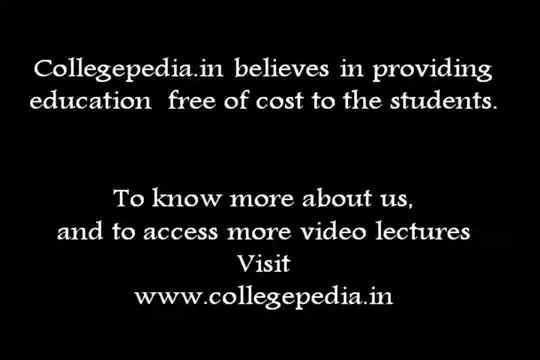 Collegepedia.in believes in providing
education free of cost to the students.
To know more about us,
and to access more video lectures
Visit
www.collegepedia.in